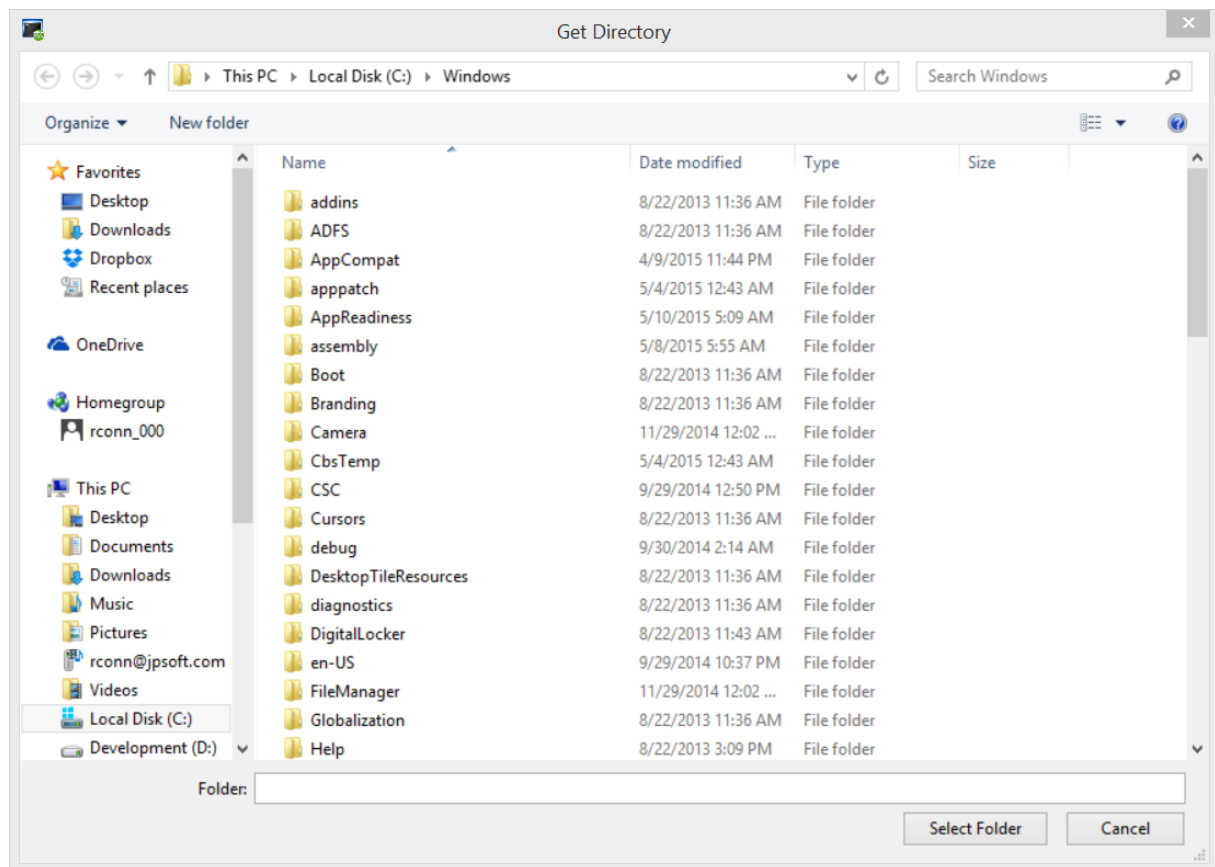 Get Directory
This PC Local Disk (C:) Windows
Search Windows
Organize New folder
Name Date modified Type Size
Favorites
Desktop
Downloads
Dropbox
Recent places
OneDrive
Homegroup
rconn_000
This PC
Desktop
Documents
Downloads
Music
Pictures
rconn@jpsoft.com
Videos
Local Disk (C:)
Development (D:)
addins 8/22/2013 11:36 AM File folder
ADFS 8/22/2013 11:36 AM File folder
AppCompat 4/9/2015 11:44 PM File folder
apppatch 5/4/2015 12:43 AM File folder
AppReadiness 5/10/2015 5:09 AM File folder
assembly 5/8/2015 5:55 AM File folder
Boot 8/22/2013 11:36 AM File folder
Branding 8/22/2013 11:36 AM File folder
Camera 11/29/2014 12:02 ... File folder
CbsTemp 5/4/2015 12:43 AM File folder
CSC 9/29/2014 12:50 PM File folder
Cursors 8/22/2013 11:36 AM File folder
debug 9/30/2014 2:14 AM File folder
DesktopTileResources 8/22/2013 11:36 AM File folder
diagnostics 8/22/2013 11:36 AM File folder
DigitalLocker 8/22/2013 11:43 AM File folder
en-US 9/29/2014 10:37 PM File folder
FileManager 11/29/2014 12:02 ... File folder
Globalization 8/22/2013 11:36 AM File folder
Help 8/22/2013 3:09 PM File folder
Folder:
Select Folder Cancel